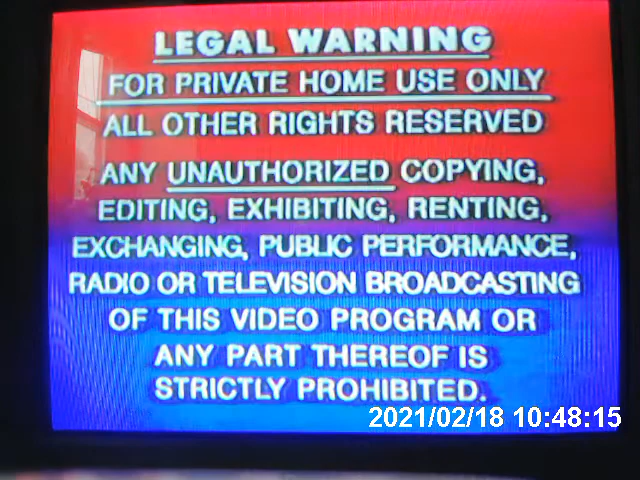 LEGAL WARNING
FOR PRIVATE HOME USE ONLY
ALL OTHER RIGHTS RESERVED
ANY UNAUTHORIZED COPYING,
EDITING, EXHIBITING, RENTING,
EXCHANGING, PUBLIC PERFORMANCE,
RADIO OR TELEVISION BROADCASTING
OF THIS VIDEO PROGRAM OR
ANY PART THEREOF IS
STRICTLY PROHIBITED.
2021/02/18 10:48:15